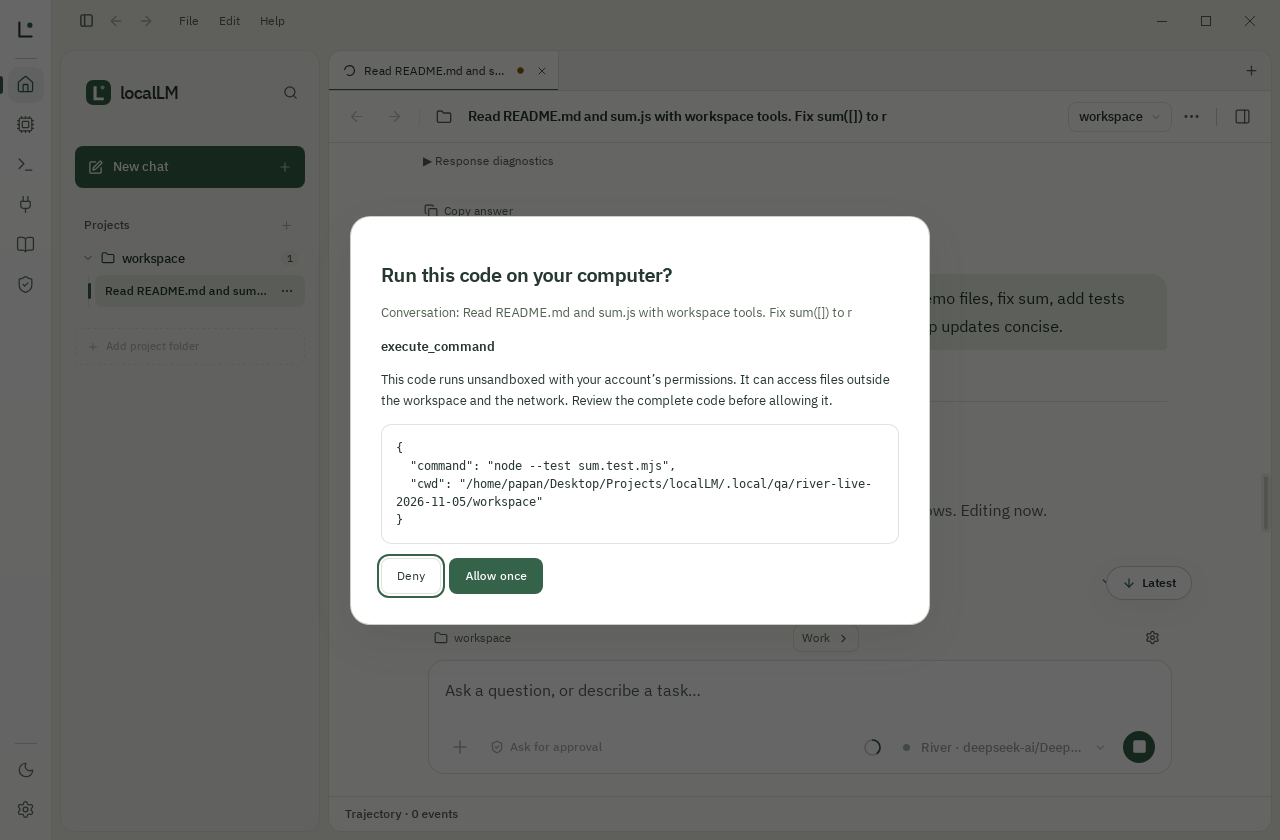 File Edit Help
localLM
New chat
Projects
workspace 1
Read README.md and sum...
Add project folder
Read README.md and s...
Read README.md and sum.js with workspace tools. Fix sum([]) to r
workspace
▶ Response diagnostics
Copy answer
emo files, fix sum, add tests
p updates concise.
Run this code on your computer?
Conversation: Read README.md and sum.js with workspace tools. Fix sum([]) to r
execute_command
This code runs unsandboxed with your account’s permissions. It can access files outside
the workspace and the network. Review the complete code before allowing it.
{
"command": "node --test sum.test.mjs",
"cwd": "/home/papan/Desktop/Projects/localLM/.local/qa/river-live-
2026-11-05/workspace"
}
Deny Allow once
ows. Editing now.
Latest
workspace Work
Ask a question, or describe a task...
Ask for approval River · deepseek-ai/Deep...
Trajectory · 0 events